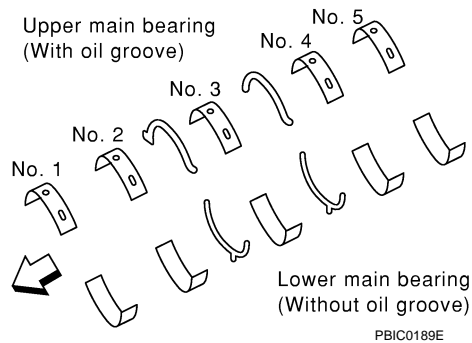 Upper main bearing
(With oil groove)
No. 5
No. 4
No. 3
No. 2
No. 1
Lower main bearing
(Without oil groove)
PBIC0189E